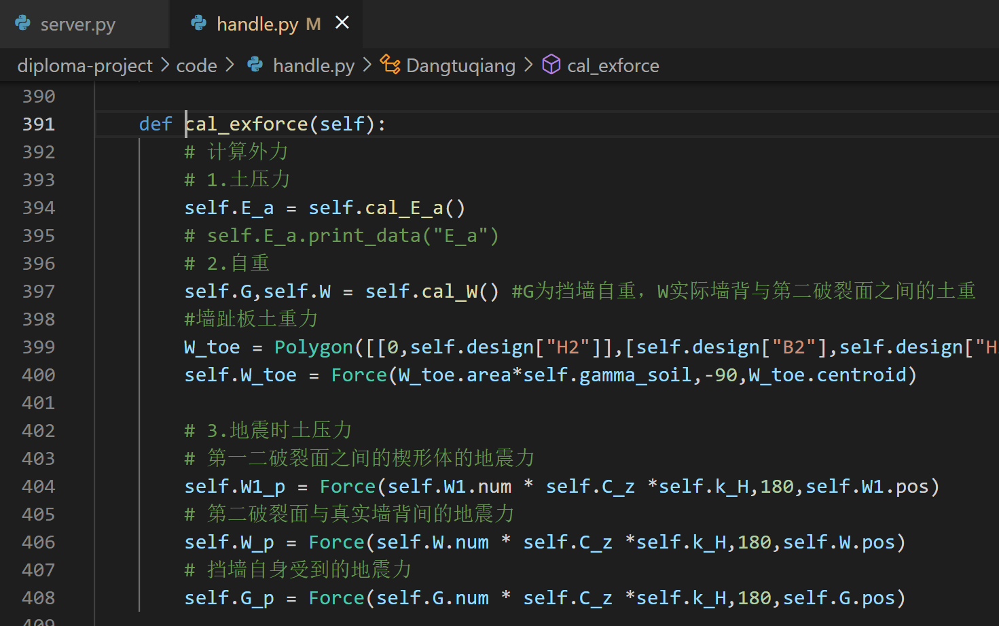 server.py
handle.py M
diploma-project > code > handle.py > Dangtuqiang > cal_exforce
390
391 def cal_exforce(self):
392 # 计算外力
393 # 1.土压力
394 self.E_a = self.cal_E_a()
395 # self.E_a.print_data("E_a")
396 # 2.自重
397 self.G,self.W = self.cal_W() #G为挡墙自重，W实际墙背与第二破裂面之间的土重
398 #墙趾板土重力
399 W_toe = Polygon([[0,self.design["H2"]],[self.design["B2"],self.design["H
400 self.W_toe = Force(W_toe.area*self.gamma_soil,-90,W_toe.centroid)
401
402 # 3.地震时土压力
403 # 第一二破裂面之间的楔形体的地震力
404 self.W1_p = Force(self.W1.num * self.C_z *self.k_H,180,self.W1.pos)
405 # 第二破裂面与真实墙背间的地震力
406 self.W_p = Force(self.W.num * self.C_z *self.k_H,180,self.W.pos)
407 # 挡墙自身受到的地震力
408 self.G_p = Force(self.G.num * self.C_z *self.k_H,180,self.G.pos)
409